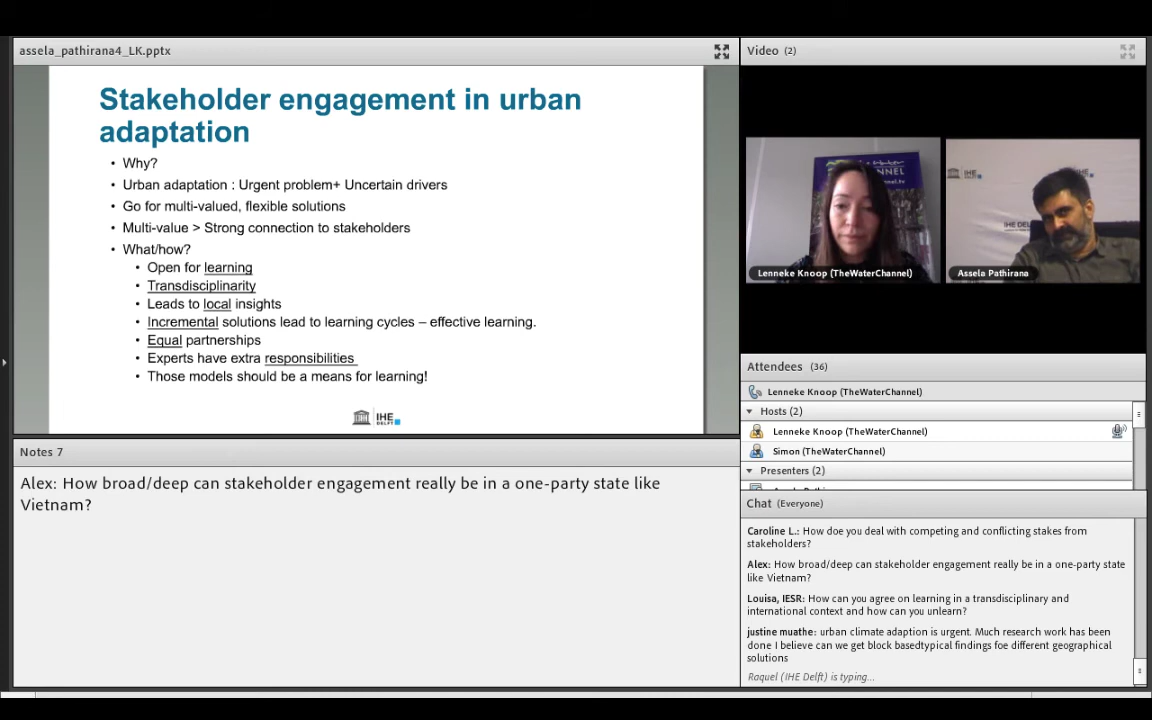 assela_pathirana4_LK.pptx
Stakeholder engagement in urban
adaptation
• Why?
• Urban adaptation : Urgent problem+ Uncertain drivers
• Go for multi-valued, flexible solutions
• Multi-value > Strong connection to stakeholders
• What/how?
• Open for learning
• Transdisciplinarity
• Leads to local insights
• Incremental solutions lead to learning cycles – effective learning.
• Equal partnerships
• Experts have extra responsibilities
• Those models should be a means for learning!
IHE
DELFT
Notes 7
Alex: How broad/deep can stakeholder engagement really be in a one-party state like
Vietnam?
Video (2)
Lenneke Knoop (TheWaterChannel)
IHE
Assela Pathirana
Attendees (36)
Lenneke Knoop (TheWaterChannel)
Hosts (2)
Lenneke Knoop (TheWaterChannel)
Simon (TheWaterChannel)
Presenters (2)
Chat (Everyone)
Caroline L.: How doe you deal with competing and conflicting stakes from
stakeholders?
Alex: How broad/deep can stakeholder engagement really be in a one-party state
like Vietnam?
Louisa, IESR: How can you agree on learning in a transdisciplinary and
international context and how can you unlearn?
justine muathe: urban climate adaption is urgent. Much research work has been
done I believe can we get block basedtypical findings foe different geographical
solutions
Raquel (IHE Delft) is typing...